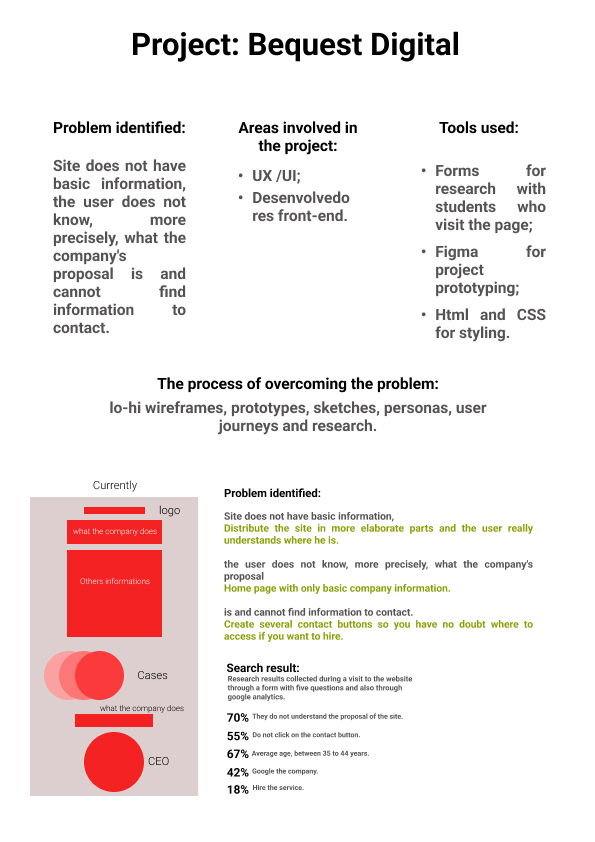 Project: Bequest Digital
Problem identified:
Site does not have
basic information,
the user does not
know, more
precisely, what the
company's
proposal is and
cannot find
information to
contact.
Areas involved in
the project:
• UX /UI;
• Desenvolvedo
res front-end.
Tools used:
• Forms for
research with
students who
visit the page;
• Figma for
project
prototyping;
• Html and CSS
for styling.
The process of overcoming the problem:
lo-hi wireframes, prototypes, sketches, personas, user
journeys and research.
Currently
logo
what the company does
Others informations
Cases
what the company does
CEO
Problem identified:
Site does not have basic information,
Distribute the site in more elaborate parts and the user really
understands where he is.
the user does not know, more precisely, what the company's
proposal
Home page with only basic company information.
is and cannot find information to contact.
Create several contact buttons so you have no doubt where to
access if you want to hire.
Search result:
Research results collected during a visit to the website
through a form with five questions and also through
google analytics.
70% They do not understand the proposal of the site.
55% Do not click on the contact button.
67% Average age, between 35 to 44 years.
42% Google the company.
18% Hire the service.